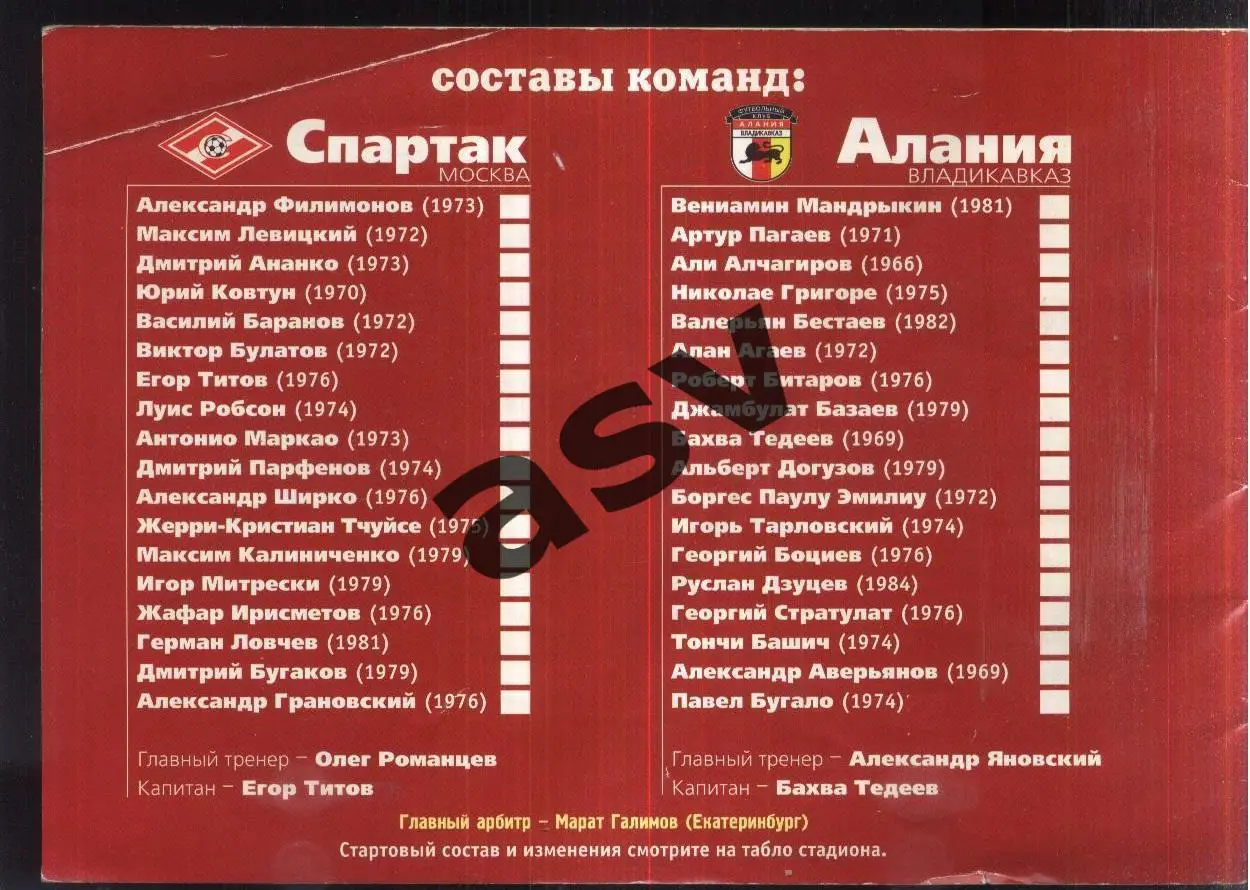 составы команд:
Спартак
МОСКВА
Александр Филимонов (1973)
Максим Левицкий (1972)
Дмитрий Ананко (1973)
Юрий Ковтун (1970)
Василий Баранов (1972)
Виктор Булатов (1972)
Егор Титов (1976)
Луис Робсон (1974)
Антонио Маркао (1973)
Дмитрий Парфенов (1974)
Александр Ширко (1976)
Жерри-Кристиан Тчуйсе (1975)
Максим Калиниченко (1979)
Игор Митрески (1979)
Жафар Ирисметов (1976)
Герман Ловчев (1981)
Дмитрий Бугаков (1979)
Александр Грановский (1976)
Главный тренер – Олег Романцев
Капитан – Егор Титов
ФУТБОЛЬНЫЙ
КЛУБ
АЛАНИЯ
ВЛАДИКАВКАЗ
Алания
ВЛАДИКАВКАЗ
Вениамин Мандрыкин (1981)
Артур Пагаев (1971)
Али Алчагиров (1966)
Николае Григоре (1975)
Валерьян Бестаев (1982)
Алан Агаев (1972)
Роберт Битаров (1976)
Джамбулат Базаев (1979)
Бахва Тедеев (1969)
Альберт Догузов (1979)
Боргес Паулу Эмилиу (1972)
Игорь Тарловский (1974)
Георгий Боциев (1976)
Руслан Дзуцев (1984)
Георгий Стратулат (1976)
Тончи Башич (1974)
Александр Аверьянов (1969)
Павел Бугало (1974)
Главный тренер – Александр Яновский
Капитан – Бахва Тедеев
Главный арбитр – Марат Галимов (Екатеринбург)
Стартовый состав и изменения смотрите на табло стадиона.
asv